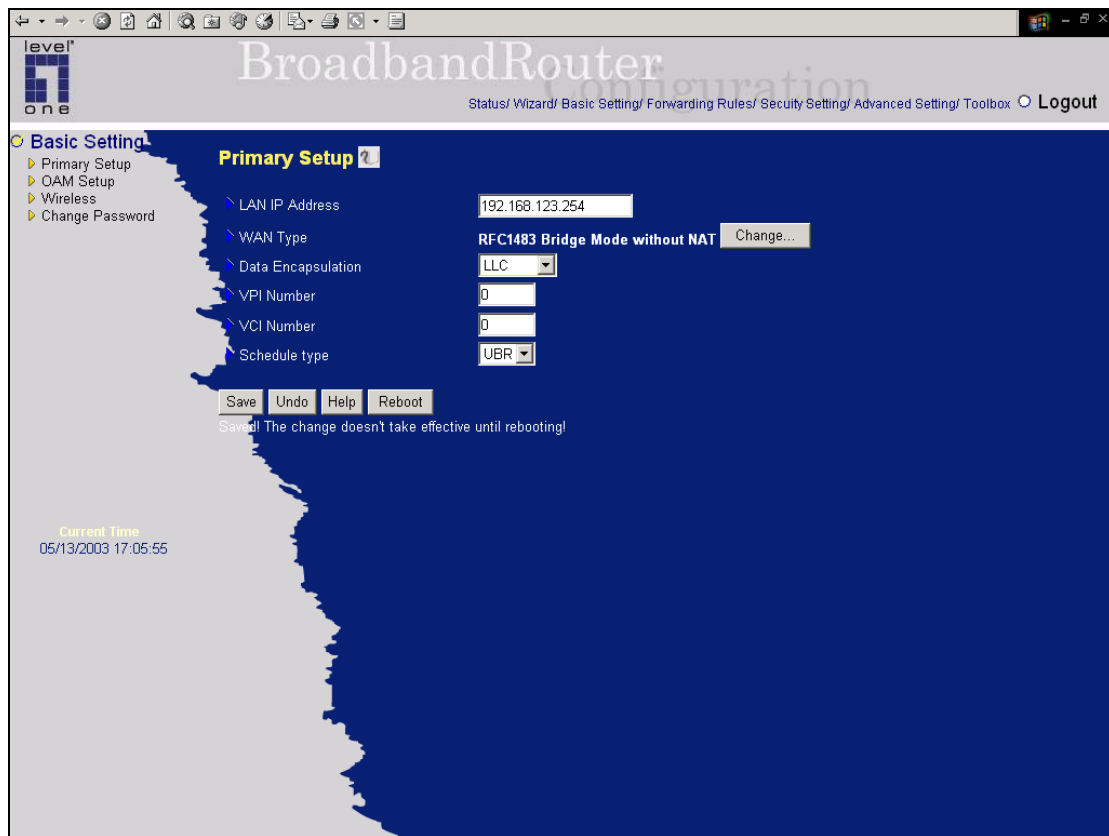 level
one
BroadbandRouter
Configuration
Status/ Wizard/ Basic Setting/ Forwarding Rules/ Secuity Setting/ Advanced Setting/ Toolbox Logout
Basic Setting
Primary Setup
OAM Setup
Wireless
Change Password
Current Time
05/13/2003 17:05:55
Primary Setup
LAN IP Address 192.168.123.254
WAN Type RFC1483 Bridge Mode without NAT Change...
Data Encapsulation LLC
VPI Number 0
VCI Number 0
Schedule type UBR
Save Undo Help Reboot
Saved! The change doesn't take effective until rebooting!